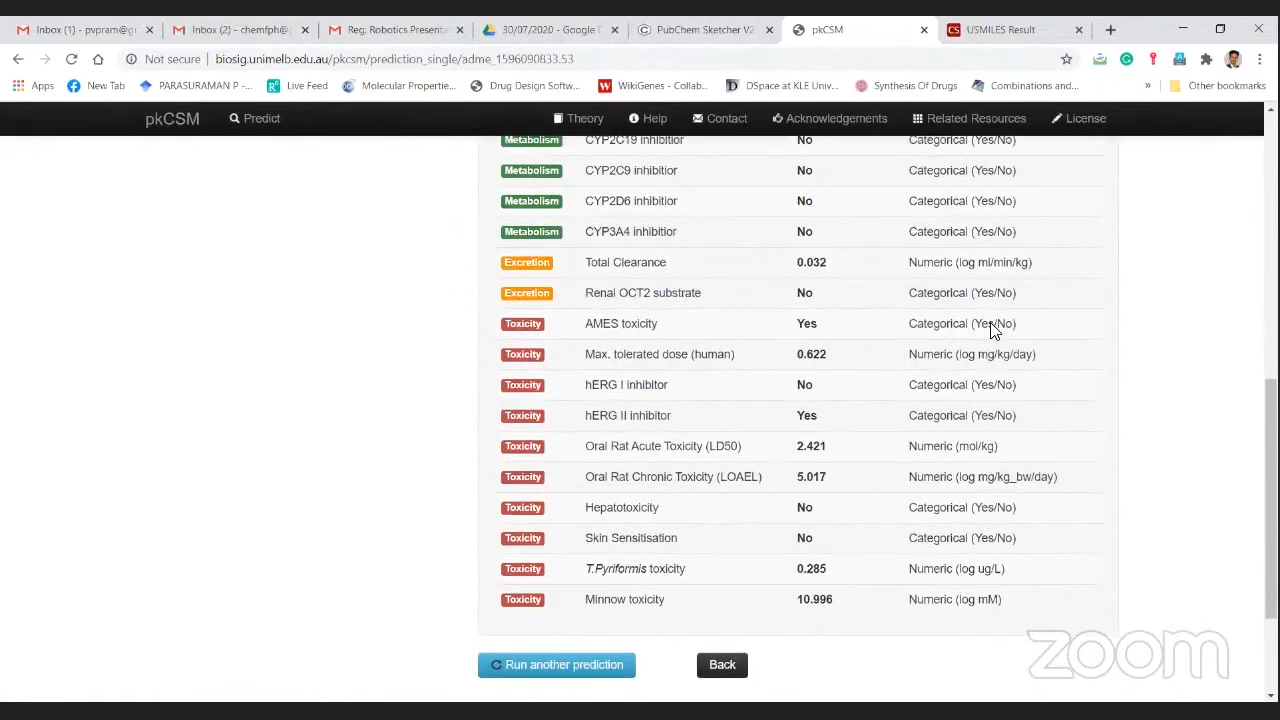 Inbox (1) - pvpram@gi
Inbox (2) - pvramfph@
Reg: Robotics Presenta
30/07/2020 - Google D
PubChem Sketcher V2
pkCSM
USMILES Result
Not secure | biosig.unimelb.edu.au/pkcsm/prediction_single/adme_1596090833.53
Apps
New Tab
PARASURAMAN P -...
Live Feed
Molecular Propertie...
Drug Design Softw...
WikiGenes - Collab...
DSpace at KLE Univ...
Synthesis Of Drugs
Combinations and...
»
Other bookmarks
pkCSM
Predict
Theory
Help
Contact
Acknowledgements
Related Resources
License
Metabolism CYP2C19 inhibitior No Categorical (Yes/No)
Metabolism CYP2C9 inhibitior No Categorical (Yes/No)
Metabolism CYP2D6 inhibitior No Categorical (Yes/No)
Metabolism CYP3A4 inhibitior No Categorical (Yes/No)
Excretion Total Clearance 0.032 Numeric (log ml/min/kg)
Excretion Renal OCT2 substrate No Categorical (Yes/No)
Toxicity AMES toxicity Yes Categorical (Yes/No)
Toxicity Max. tolerated dose (human) 0.622 Numeric (log mg/kg/day)
Toxicity hERG I inhibitor No Categorical (Yes/No)
Toxicity hERG II inhibitor Yes Categorical (Yes/No)
Toxicity Oral Rat Acute Toxicity (LD50) 2.421 Numeric (mol/kg)
Toxicity Oral Rat Chronic Toxicity (LOAEL) 5.017 Numeric (log mg/kg_bw/day)
Toxicity Hepatotoxicity No Categorical (Yes/No)
Toxicity Skin Sensitisation No Categorical (Yes/No)
Toxicity T.Pyriformis toxicity 0.285 Numeric (log ug/L)
Toxicity Minnow toxicity 10.996 Numeric (log mM)
Run another prediction
Back
zoom